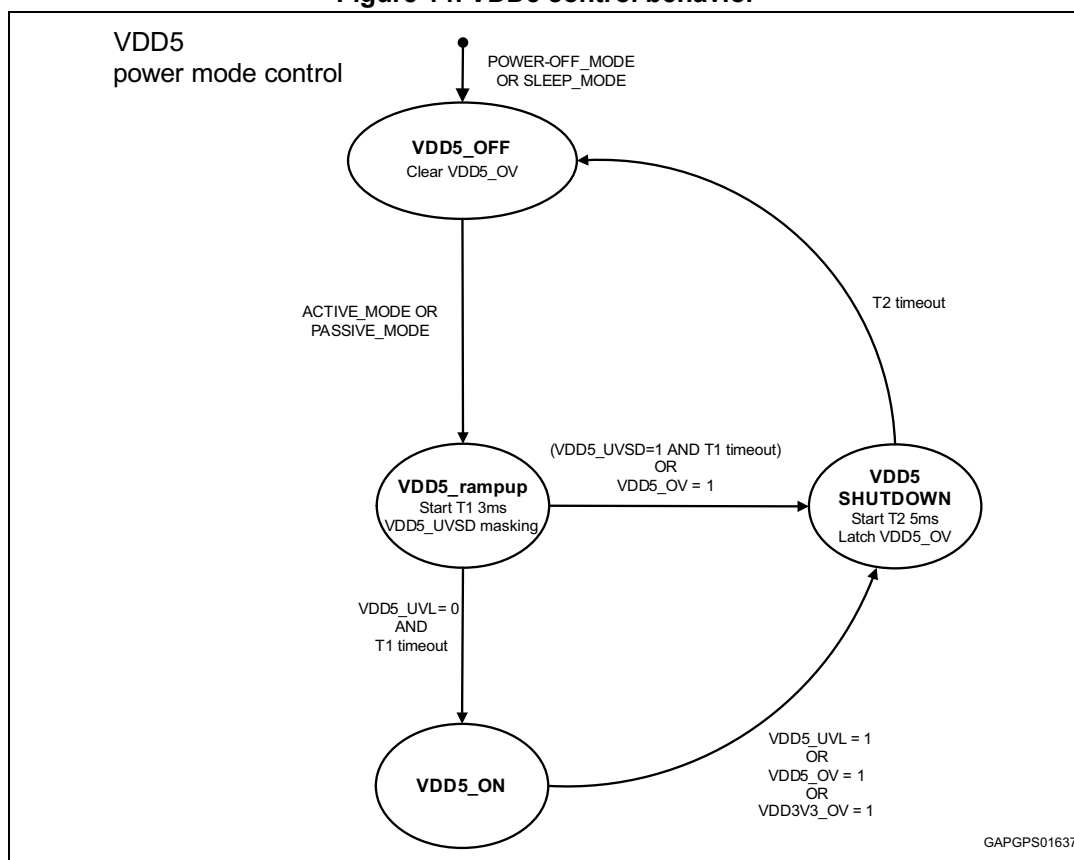 VDD5
power mode control
POWER-OFF_MODE
OR SLEEP_MODE
VDD5_OFF
Clear VDD5_OV
T2 timeout
ACTIVE_MODE OR
PASSIVE_MODE
(VDD5_UVSD=1 AND T1 timeout)
OR
VDD5_OV = 1
VDD5_rampup
Start T1 3ms
VDD5_UVSD masking
VDD5
SHUTDOWN
Start T2 5ms
Latch VDD5_OV
VDD5_UVL= 0
AND
T1 timeout
VDD5_UVL = 1
OR
VDD5_OV = 1
OR
VDD3V3_OV = 1
VDD5_ON
GAPGPS01637